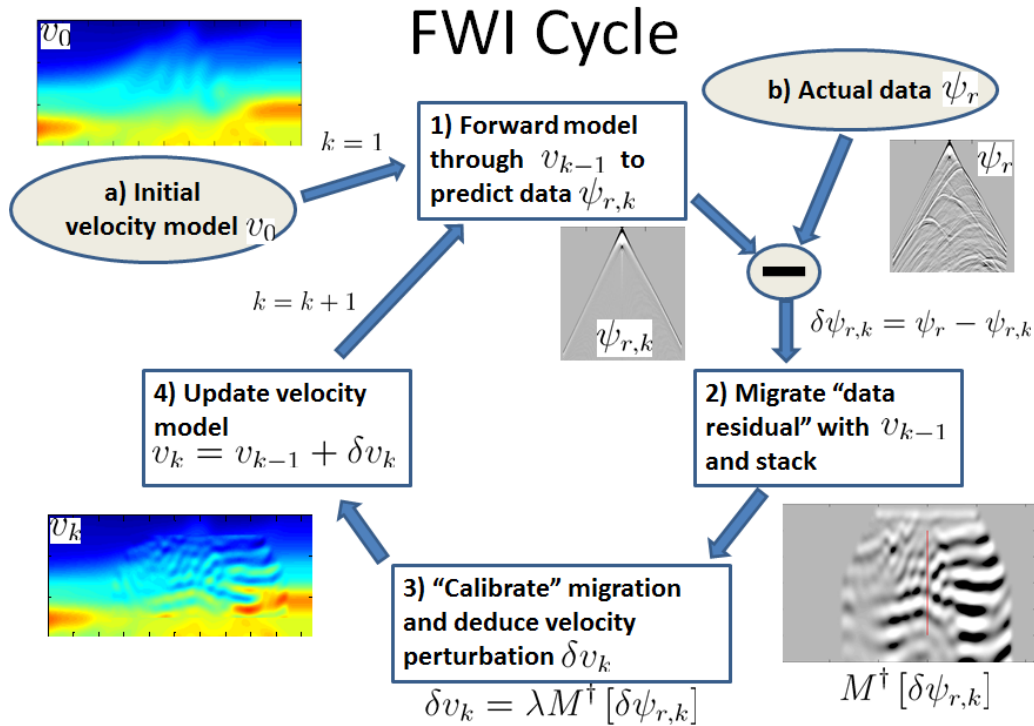 FWI Cycle
v_0
a) Initial
velocity model v_0
k = 1
1) Forward model
through v_{k-1} to
predict data ψ_{r,k}
b) Actual data ψ_r
ψ_r
ψ_{r,k}
δψ_{r,k} = ψ_r − ψ_{r,k}
2) Migrate “data
residual” with v_{k-1}
and stack
M^† [δψ_{r,k}]
3) “Calibrate” migration
and deduce velocity
perturbation δv_k
δv_k = λM^† [δψ_{r,k}]
4) Update velocity
model
v_k = v_{k-1} + δv_k
v_k
k = k + 1